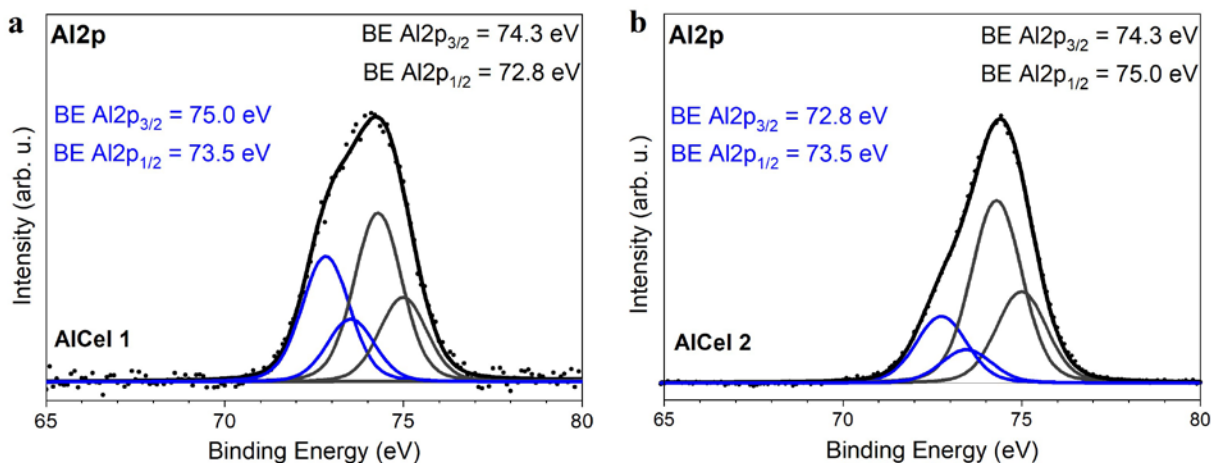 a
Al2p
BE Al2p3/2 = 74.3 eV
BE Al2p1/2 = 72.8 eV
BE Al2p3/2 = 75.0 eV
BE Al2p1/2 = 73.5 eV
Intensity (arb. u.)
AlCel 1
65 70 75 80
Binding Energy (eV)
b
Al2p
BE Al2p3/2 = 74.3 eV
BE Al2p1/2 = 75.0 eV
BE Al2p3/2 = 72.8 eV
BE Al2p1/2 = 73.5 eV
Intensity (arb. u.)
AlCel 2
65 70 75 80
Binding Energy (eV)